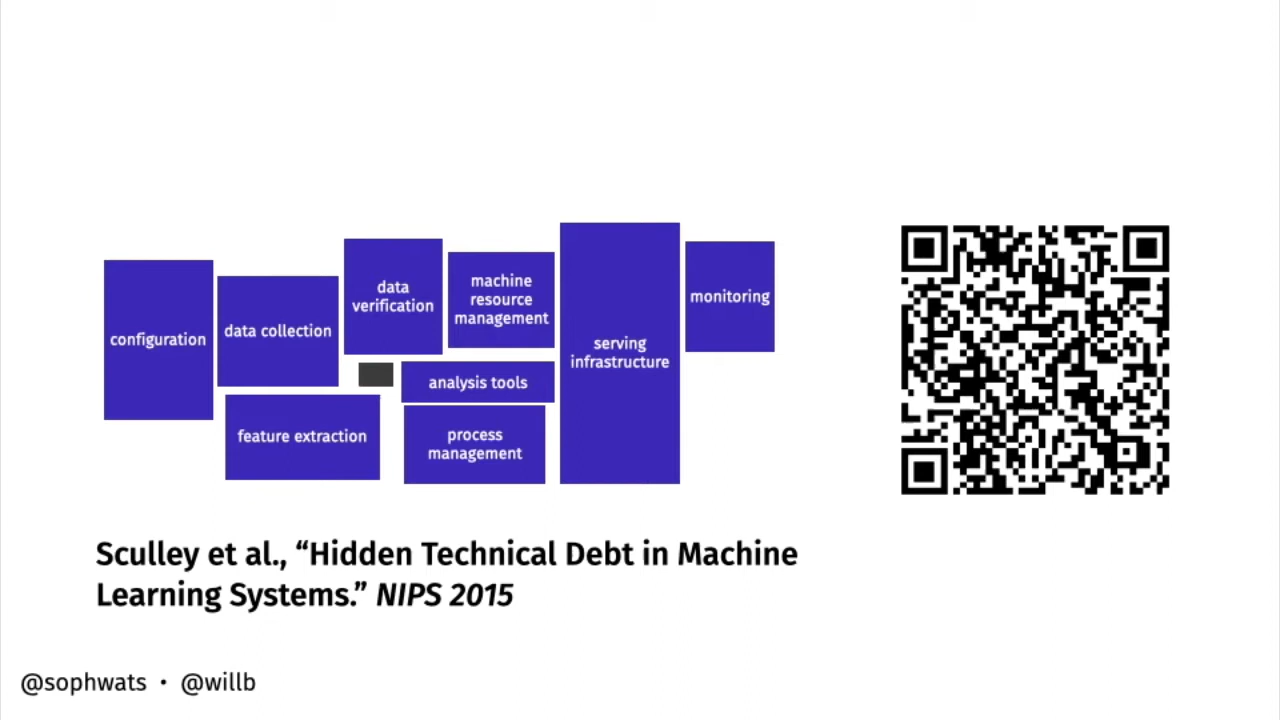 configuration
data collection
data
verification
machine
resource
management
serving
infrastructure
monitoring
analysis tools
feature extraction
process
management
Sculley et al., “Hidden Technical Debt in Machine
Learning Systems.” NIPS 2015
@sophwats • @willb